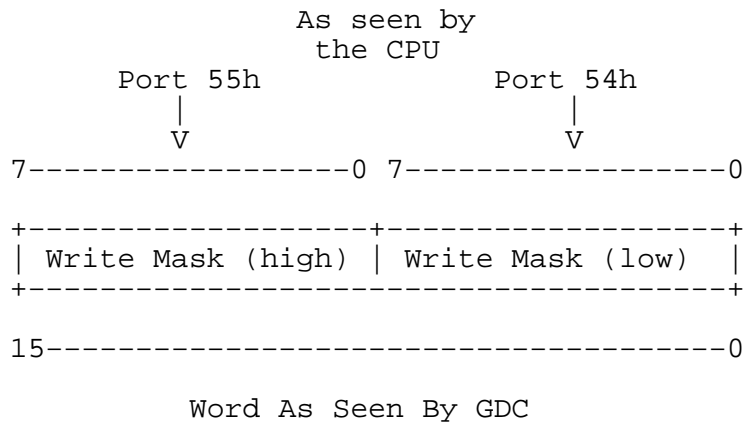 As seen by
the CPU
Port 55h Port 54h
| |
V V
7------------------0 7------------------0
+-------------------+-------------------+
| Write Mask (high) | Write Mask (low) |
+---------------------------------------+
15--------------------------------------0
Word As Seen By GDC